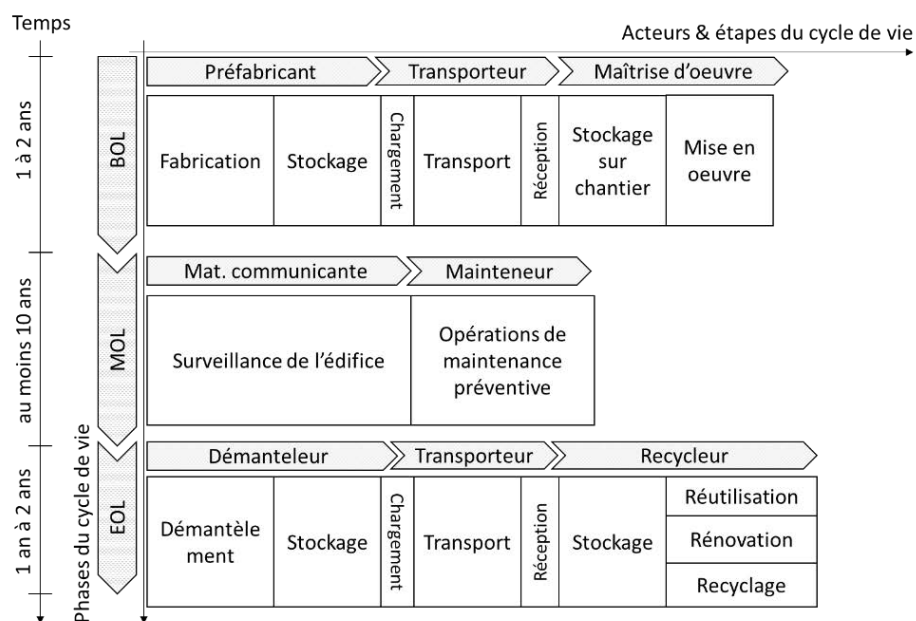 Temps
Acteurs & étapes du cycle de vie
1 à 2 ans
BOL
Préfabricant
Transporteur
Maîtrise d'oeuvre
Fabrication
Stockage
Chargement
Transport
Réception
Stockage
sur
chantier
Mise en
oeuvre
au moins 10 ans
MOL
Mat. communicante
Mainteneur
Surveillance de l'édifice
Opérations de
maintenance
préventive
1 an à 2 ans
Phases du cycle de vie
EOL
Démanteleur
Transporteur
Recycleur
Démantèle
ment
Stockage
Chargement
Transport
Réception
Stockage
Réutilisation
Rénovation
Recyclage